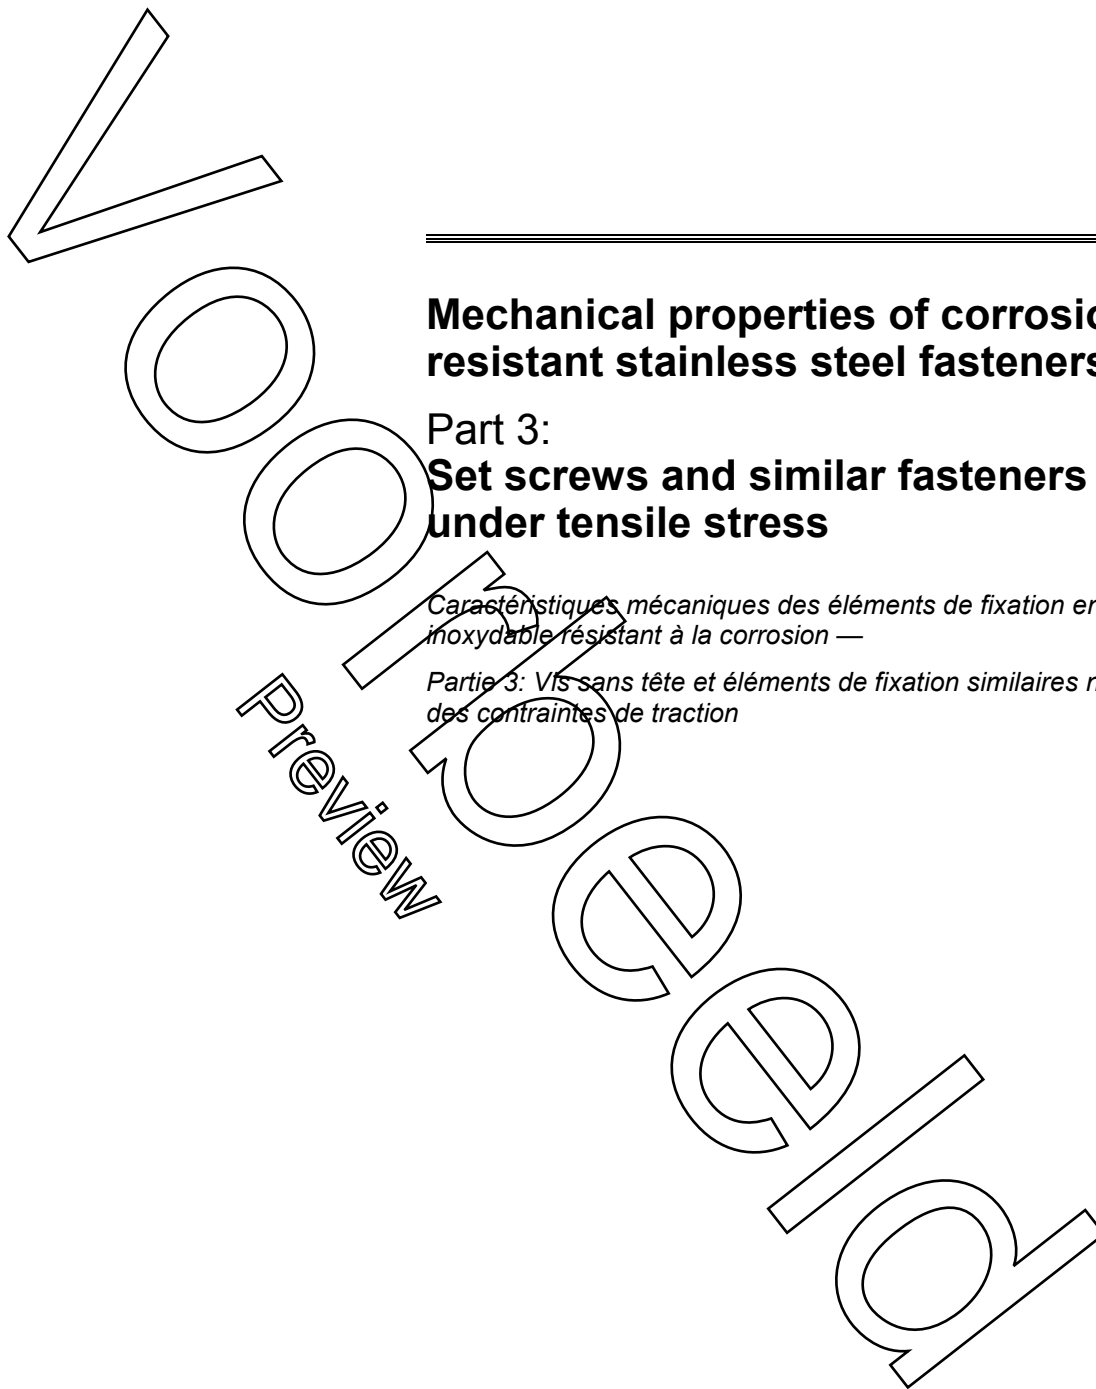 Mechanical properties of corrosio
resistant stainless steel fasteners
Part 3:
Set screws and similar fasteners
under tensile stress
Caractéristiques mécaniques des éléments de fixation en
inoxydable résistant à la corrosion —
Partie 3: Vis sans tête et éléments de fixation similaires n
des contraintes de traction
Voorbeeld
Preview